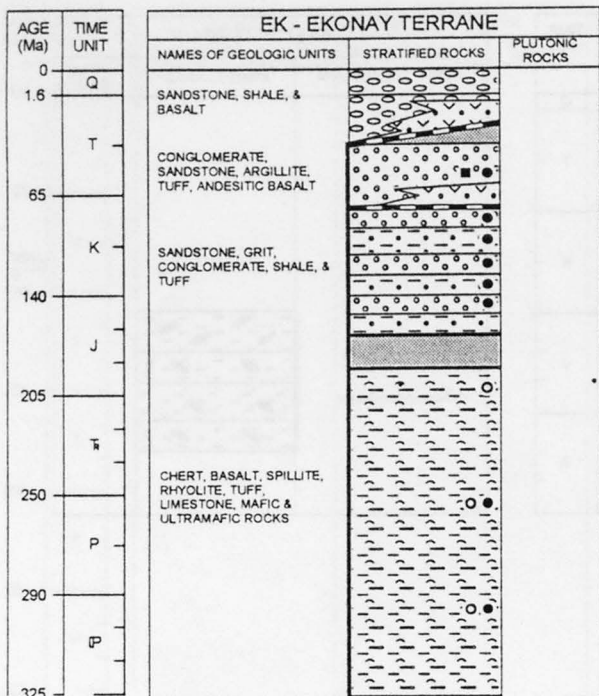 EK - EKONAY TERRANE
AGE
(Ma)
TIME
UNIT
NAMES OF GEOLOGIC UNITS
STRATIFIED ROCKS
PLUTONIC
ROCKS
0
Q
1.6
SANDSTONE, SHALE, &
BASALT
T
CONGLOMERATE,
SANDSTONE, ARGILLITE,
TUFF, ANDESITIC BASALT
65
K
SANDSTONE, GRIT,
CONGLOMERATE, SHALE, &
TUFF
140
J
205
250
CHERT, BASALT, SPILLITE,
RHYOLITE, TUFF,
LIMESTONE, MAFIC &
ULTRAMAFIC ROCKS
P
290
325